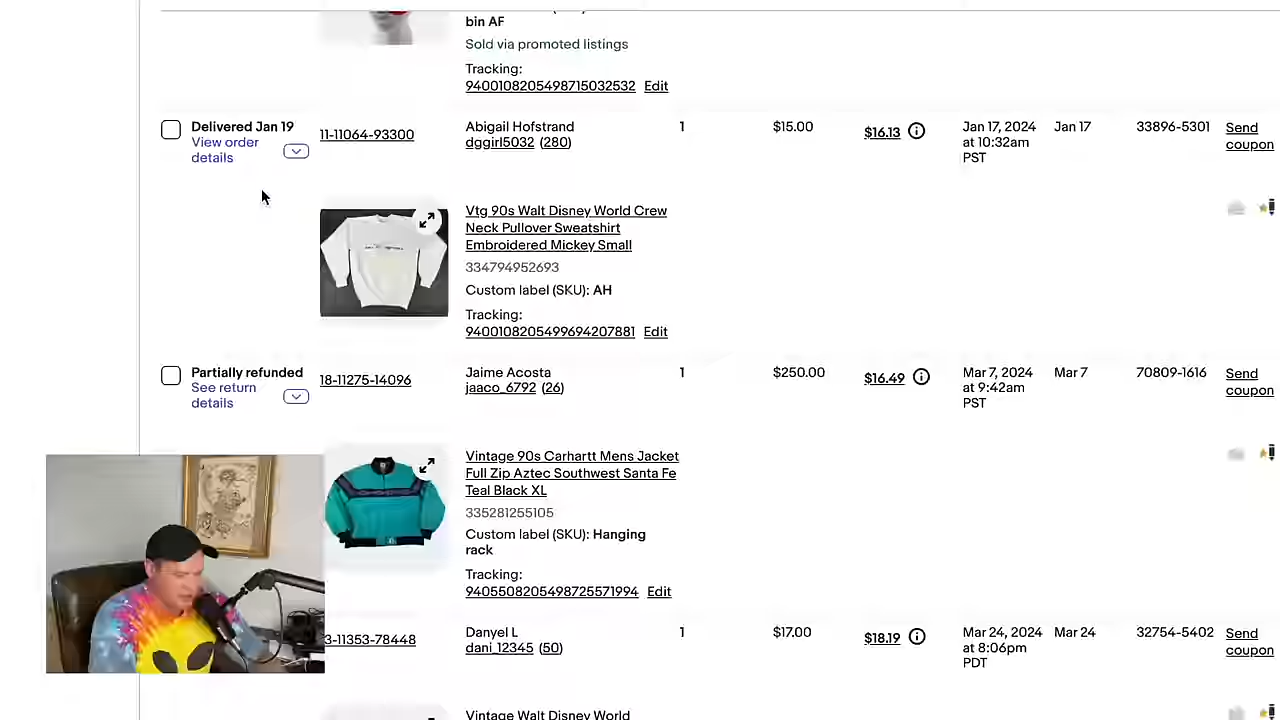 bin AF
Sold via promoted listings
Tracking:
9400108205498715032532 Edit
Delivered Jan 19
View order
details
11-11064-93300
Abigail Hofstrand
dggirl5032 (280)
1
$15.00
$16.13
Jan 17, 2024
at 10:32am
PST
Jan 17
33896-5301
Send
coupon
Vtg 90s Walt Disney World Crew
Neck Pullover Sweatshirt
Embroidered Mickey Small
334794952693
Custom label (SKU): AH
Tracking:
9400108205499694207881 Edit
Partially refunded
See return
details
18-11275-14096
Jaime Acosta
jaaco_6792 (26)
1
$250.00
$16.49
Mar 7, 2024
at 9:42am
PST
Mar 7
70809-1616
Send
coupon
Vintage 90s Carhartt Mens Jacket
Full Zip Aztec Southwest Santa Fe
Teal Black XL
335281255105
Custom label (SKU): Hanging
rack
Tracking:
9405508205498725571994 Edit
3-11353-78448
Danyel L
dani_12345 (50)
1
$17.00
$18.19
Mar 24, 2024
at 8:06pm
PDT
Mar 24
32754-5402
Send
coupon
Vintage Walt Disney World